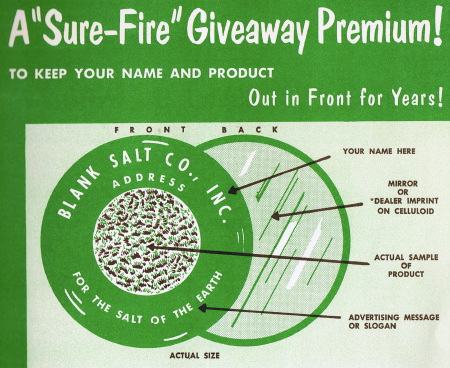 A "Sure-Fire" Giveaway Premium!
TO KEEP YOUR NAME AND PRODUCT
Out in Front for Years!
FRONT BACK
BLANK SALT CO., INC.
ADDRESS
FOR THE SALT OF THE EARTH
YOUR NAME HERE
MIRROR
OR
*DEALER IMPRINT
ON CELLULOID
ACTUAL SAMPLE
OF
PRODUCT
ADVERTISING MESSAGE
OR SLOGAN
ACTUAL SIZE